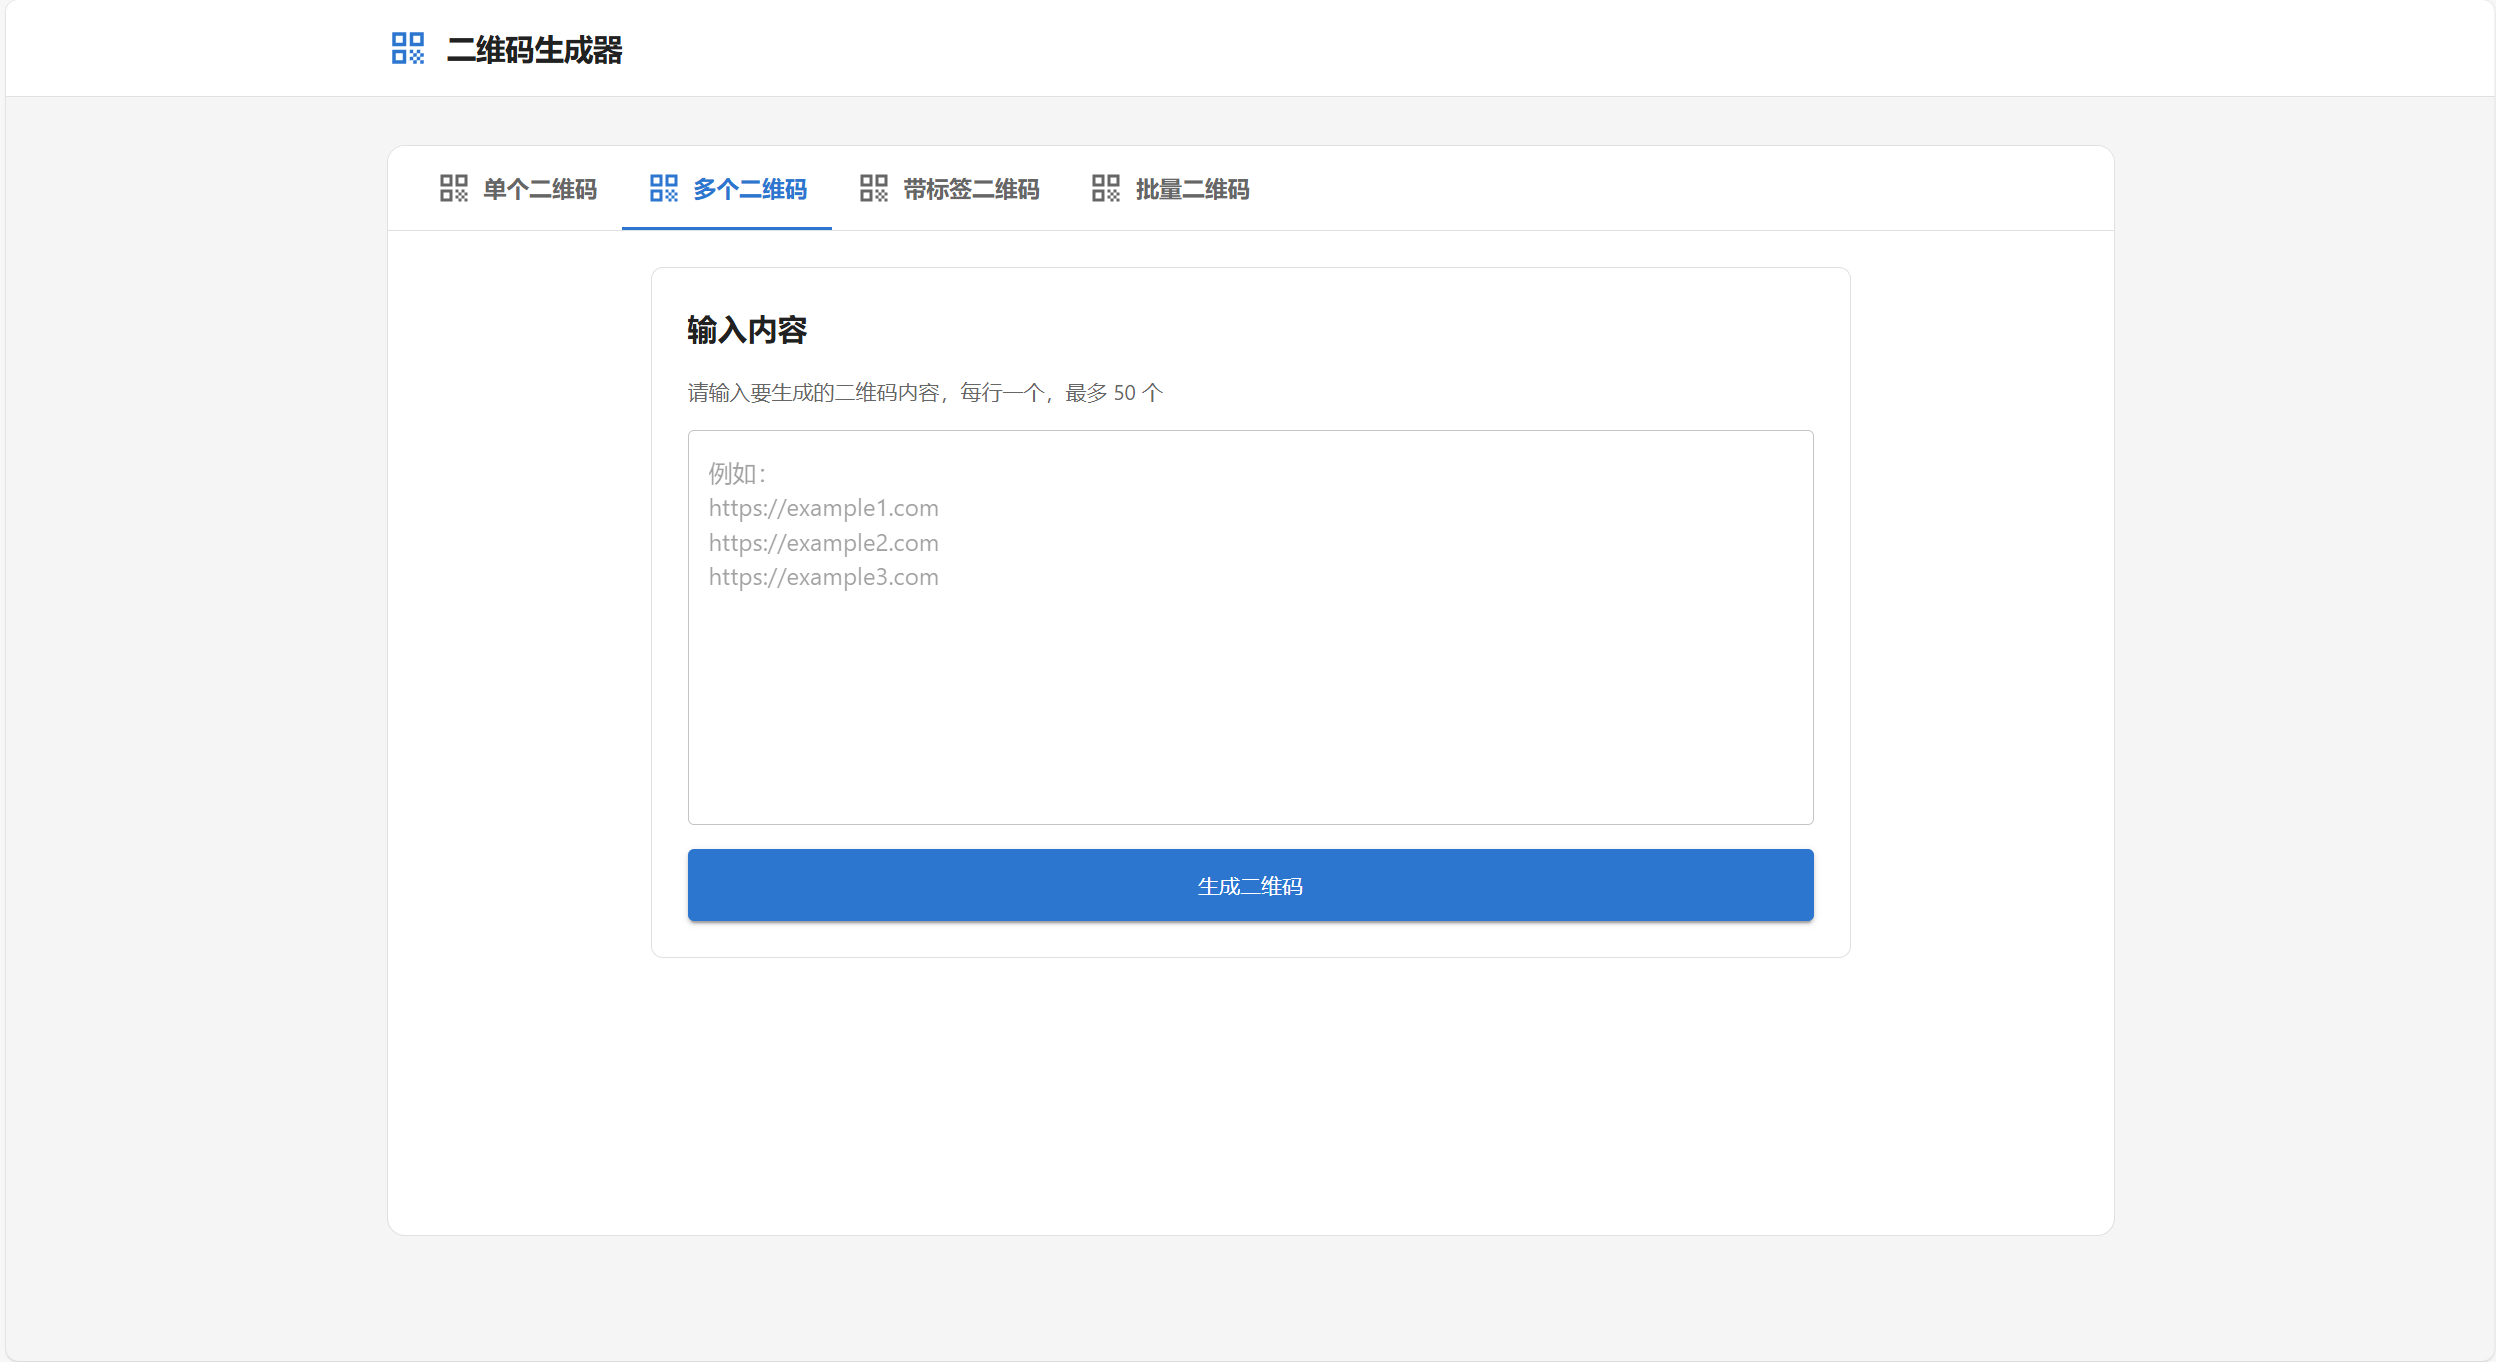 二维码生成器
单个二维码
多个二维码
带标签二维码
批量二维码
输入内容
请输入要生成的二维码内容，每行一个，最多 50 个
例如：
https://example1.com
https://example2.com
https://example3.com
生成二维码